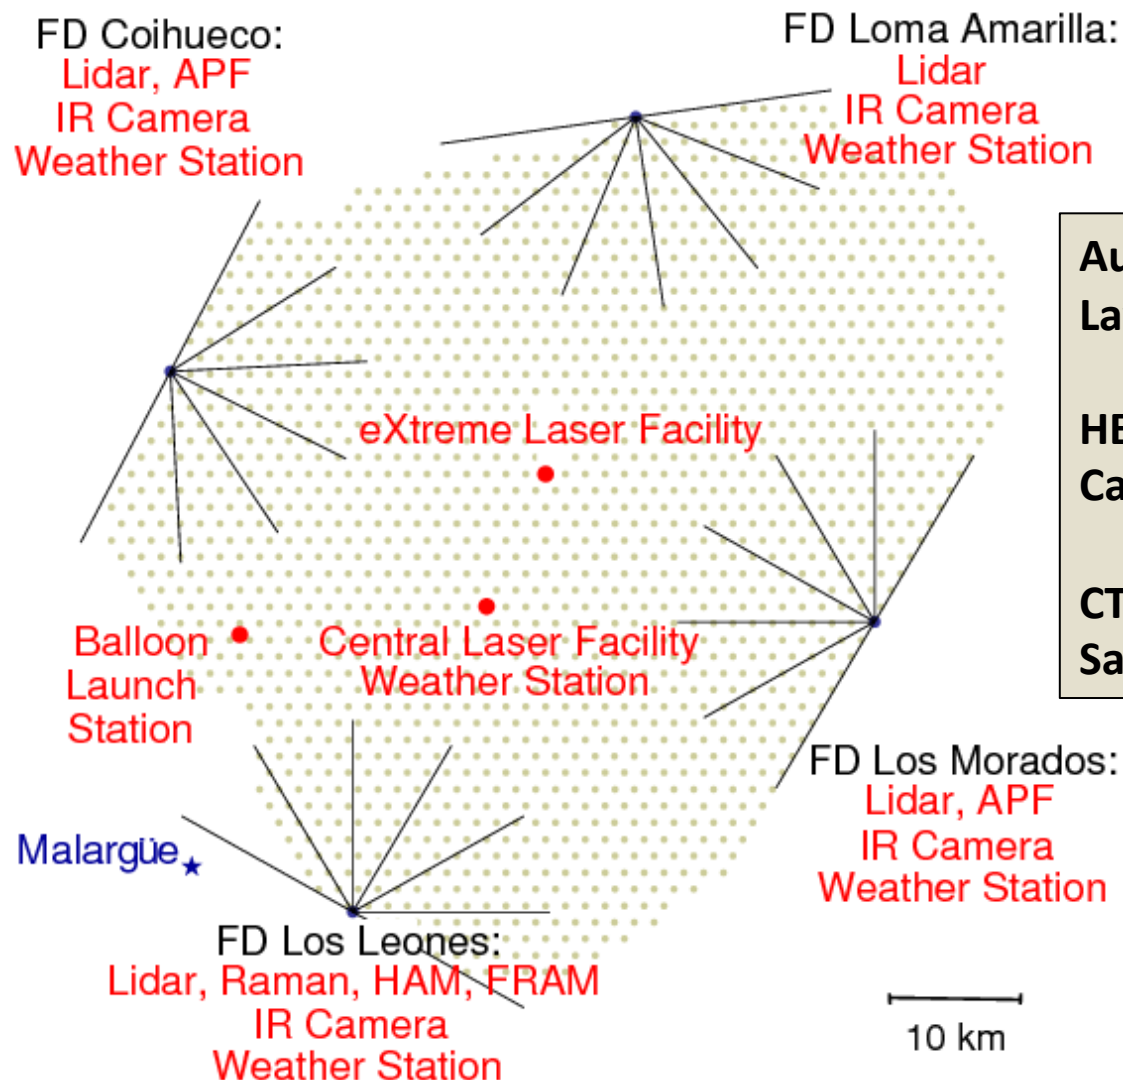 FD Coihueco:
Lidar, APF
IR Camera
Weather Station
FD Loma Amarilla:
Lidar
IR Camera
Weather Station
eXtreme Laser Facility
Balloon
Launch
Station
Central Laser Facility
Weather Station
Malargüe
FD Los Morados:
Lidar, APF
IR Camera
Weather Station
FD Los Leones:
Lidar, Raman, HAM, FRAM
IR Camera
Weather Station
10 km